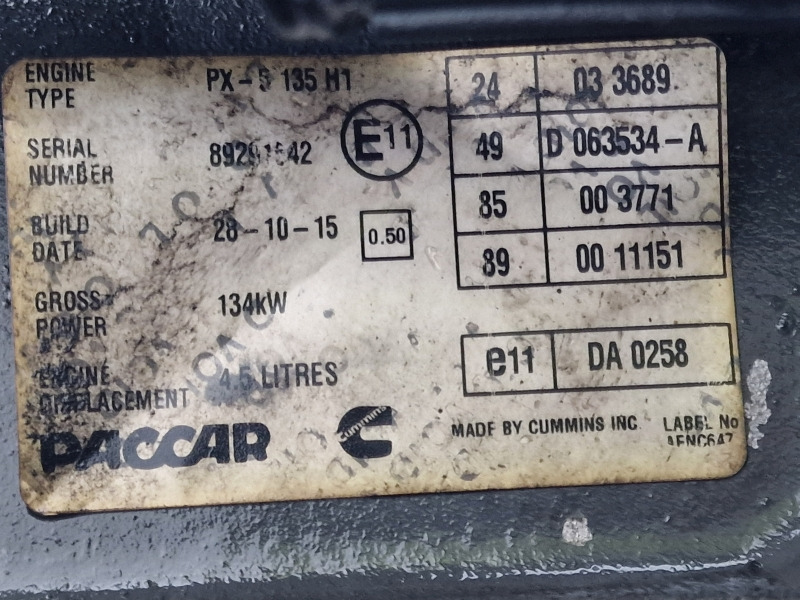 ENGINE TYPE PX-5 135 H1
SERIAL NUMBER
E11
BUILD DATE 28-10-15
0.50
GROSS POWER 134kW
ENGINE DISPLACEMENT 4.5 LITRES
24 03 3689
49 D 063534-A
85 00 3771
89 00 11151
e11 DA 0258
PACCAR
Cummins
MADE BY CUMMINS INC.
LABEL No